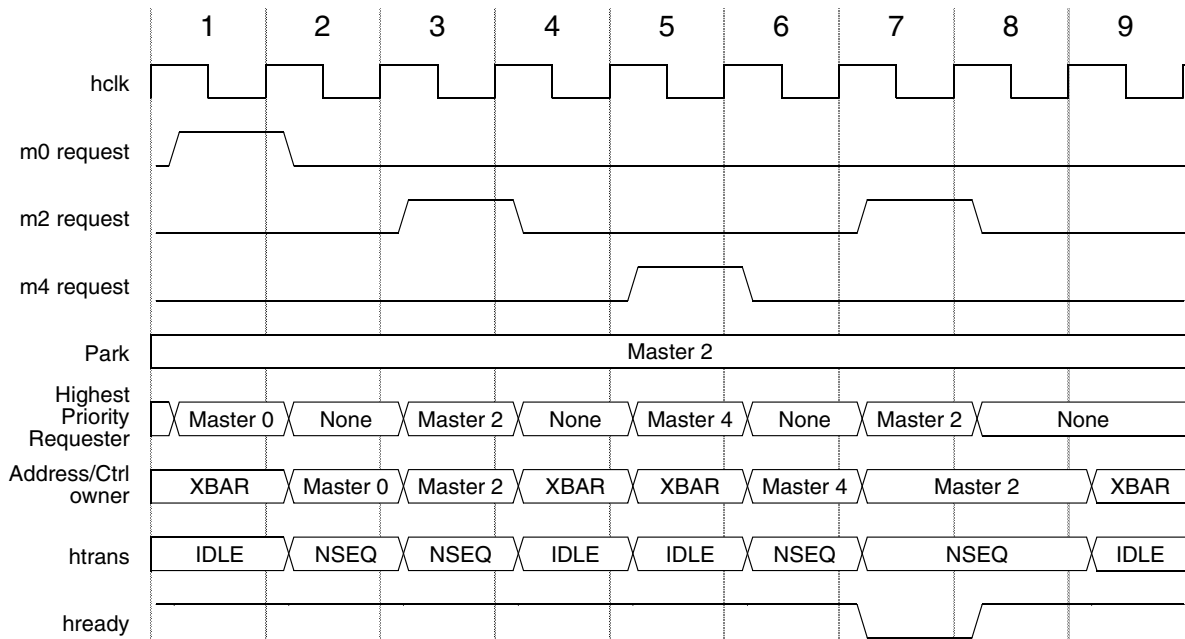 1 2 3 4 5 6 7 8 9
hclk
m0 request
m2 request
m4 request
Park Master 2
Highest
Priority
Requester
Master 0 None Master 2 None Master 4 None Master 2 None
Address/Ctrl
owner
XBAR Master 0 Master 2 XBAR XBAR Master 4 Master 2 XBAR
htrans IDLE NSEQ NSEQ IDLE IDLE NSEQ NSEQ IDLE
hready